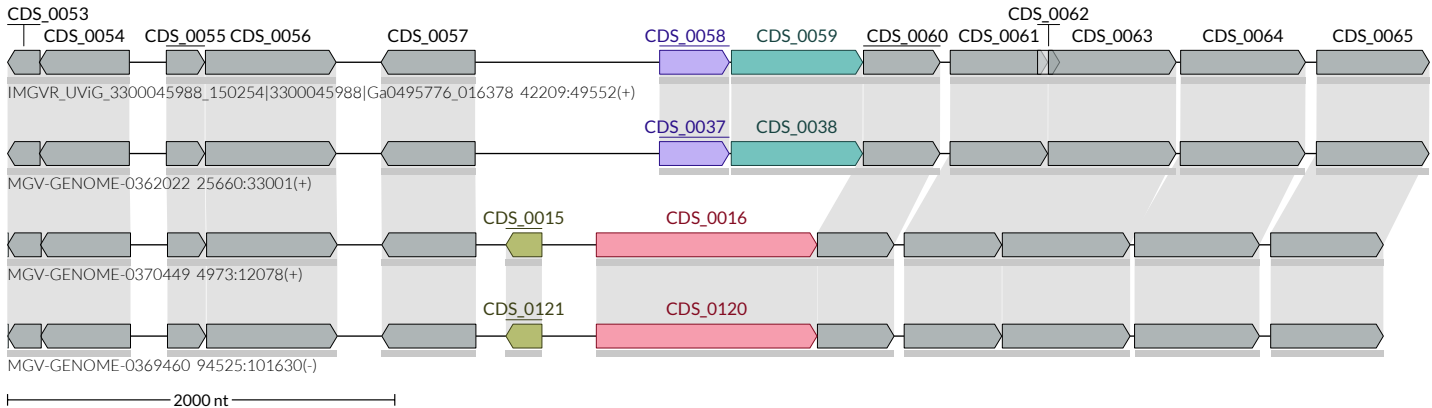 CDS_0053 CDS_0062
CDS_0054 CDS_0055 CDS_0056 CDS_0057 CDS_0058 CDS_0059 CDS_0060 CDS_0061 CDS_0063 CDS_0064 CDS_0065
IMGVR_UViG_3300045988_150254|3300045988|Ga0495776_016378 42209:49552(+)
CDS_0037 CDS_0038
MGV-GENOME-0362022 25660:33001(+)
CDS_0015 CDS_0016
MGV-GENOME-0370449 4973:12078(+)
CDS_0121 CDS_0120
MGV-GENOME-0369460 94525:101630(-)
2000 nt